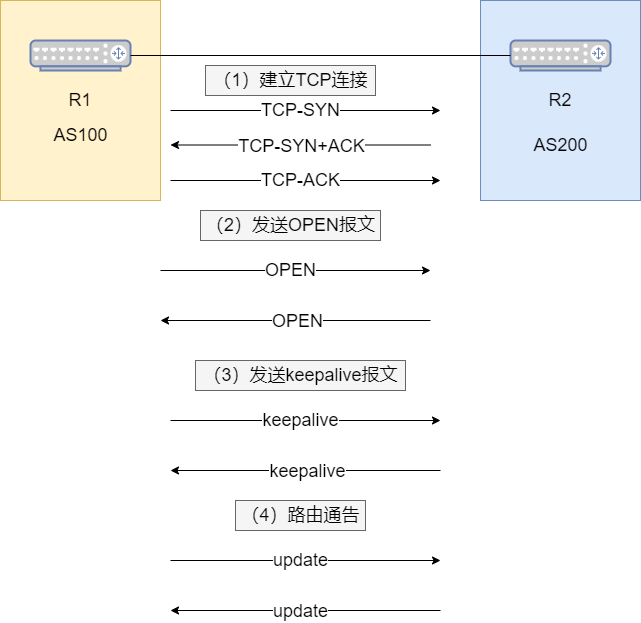 （1）建立TCP连接
R1
R2
TCP-SYN
AS100
AS200
TCP-SYN+ACK
TCP-ACK
（2）发送OPEN报文
OPEN
OPEN
（3）发送keepalive报文
keepalive
keepalive
（4）路由通告
update
update